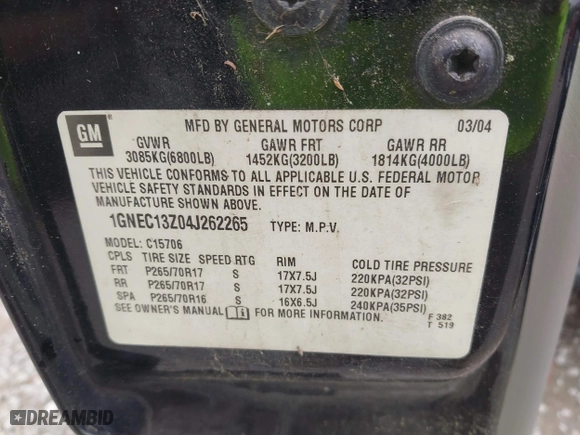 GM
MFD BY GENERAL MOTORS CORP 03/04
GVWR GAWR FRT GAWR RR
3085KG(6800LB) 1452KG(3200LB) 1814KG(4000LB)
THIS VEHICLE CONFORMS TO ALL APPLICABLE U.S. FEDERAL MOTOR
VEHICLE SAFETY STANDARDS IN EFFECT ON THE DATE OF
MANUFACTURE SHOWN ABOVE.
1GNEC13Z04J262265 TYPE: M.P.V.
MODEL: C15706
CPLS TIRE SIZE SPEED RTG RIM COLD TIRE PRESSURE
FRT P265/70R17 S 17X7.5J 220KPA(32PSI)
RR P265/70R17 S 17X7.5J 220KPA(32PSI)
SPA P265/70R16 S 16X6.5J 240KPA(35PSI)
SEE OWNER'S MANUAL FOR MORE INFORMATION.
F 382
T 519
DREAMBID